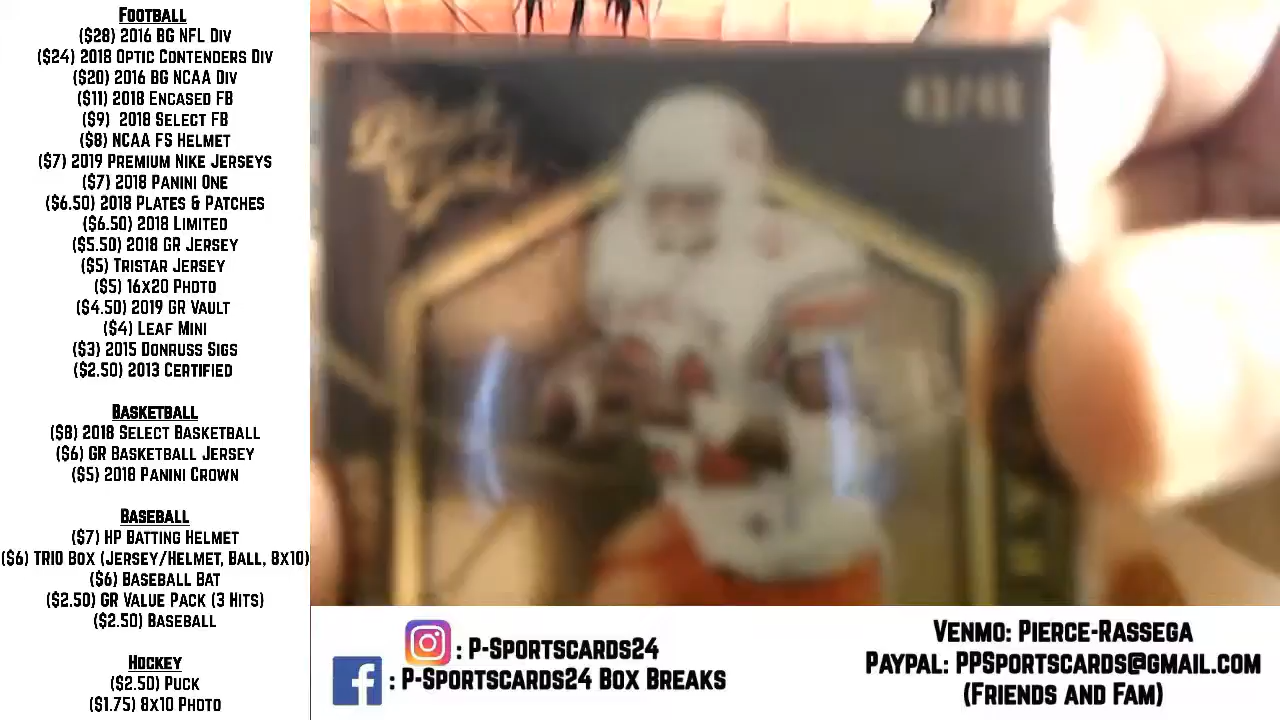 Football
($28) 2016 BG NFL Div
($24) 2018 Optic Contenders Div
($20) 2016 BG NCAA Div
($11) 2018 Encased FB
($9) 2018 Select FB
($8) NCAA FS Helmet
($7) 2019 Premium Nike Jerseys
($7) 2018 Panini One
($6.50) 2018 Plates & Patches
($6.50) 2018 Limited
($5.50) 2018 GR Jersey
($5) Tristar Jersey
($5) 16x20 Photo
($4.50) 2019 GR Vault
($4) Leaf Mini
($3) 2015 Donruss Sigs
($2.50) 2013 Certified
Basketball
($8) 2018 Select Basketball
($6) GR Basketball Jersey
($5) 2018 Panini Crown
Baseball
($7) HP Batting Helmet
($6) Trio Box (Jersey/Helmet, Ball, 8x10)
($6) Baseball Bat
($2.50) GR Value Pack (3 Hits)
($2.50) Baseball
Hockey
($2.50) Puck
($1.75) 8x10 Photo
: P-Sportscards24
: P-Sportscards24 Box Breaks
Venmo: Pierce-Rassega
Paypal: PPSportscards@gmail.com
(Friends and Fam)